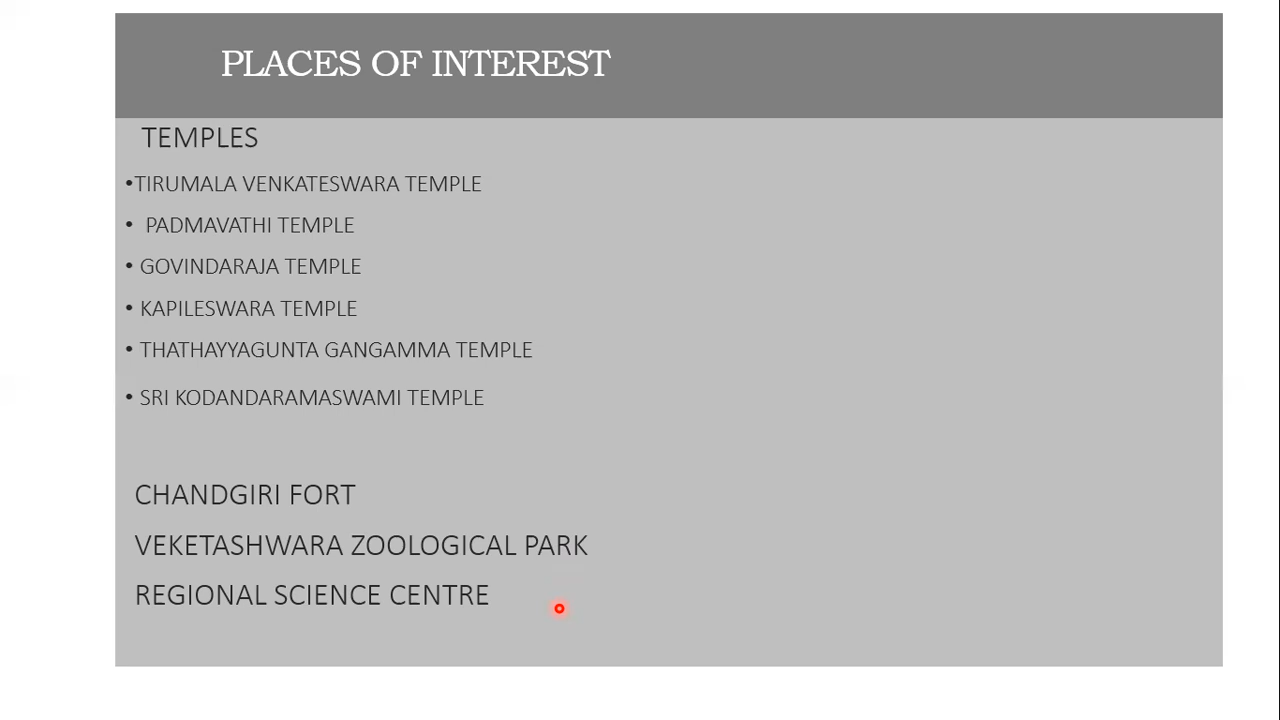 PLACES OF INTEREST
TEMPLES
•TIRUMALA VENKATESWARA TEMPLE
• PADMAVATHI TEMPLE
• GOVINDARAJA TEMPLE
• KAPILESWARA TEMPLE
• THATHAYYAGUNTA GANGAMMA TEMPLE
• SRI KODANDARAMASWAMI TEMPLE
CHANDGIRI FORT
VEKETASHWARA ZOOLOGICAL PARK
REGIONAL SCIENCE CENTRE